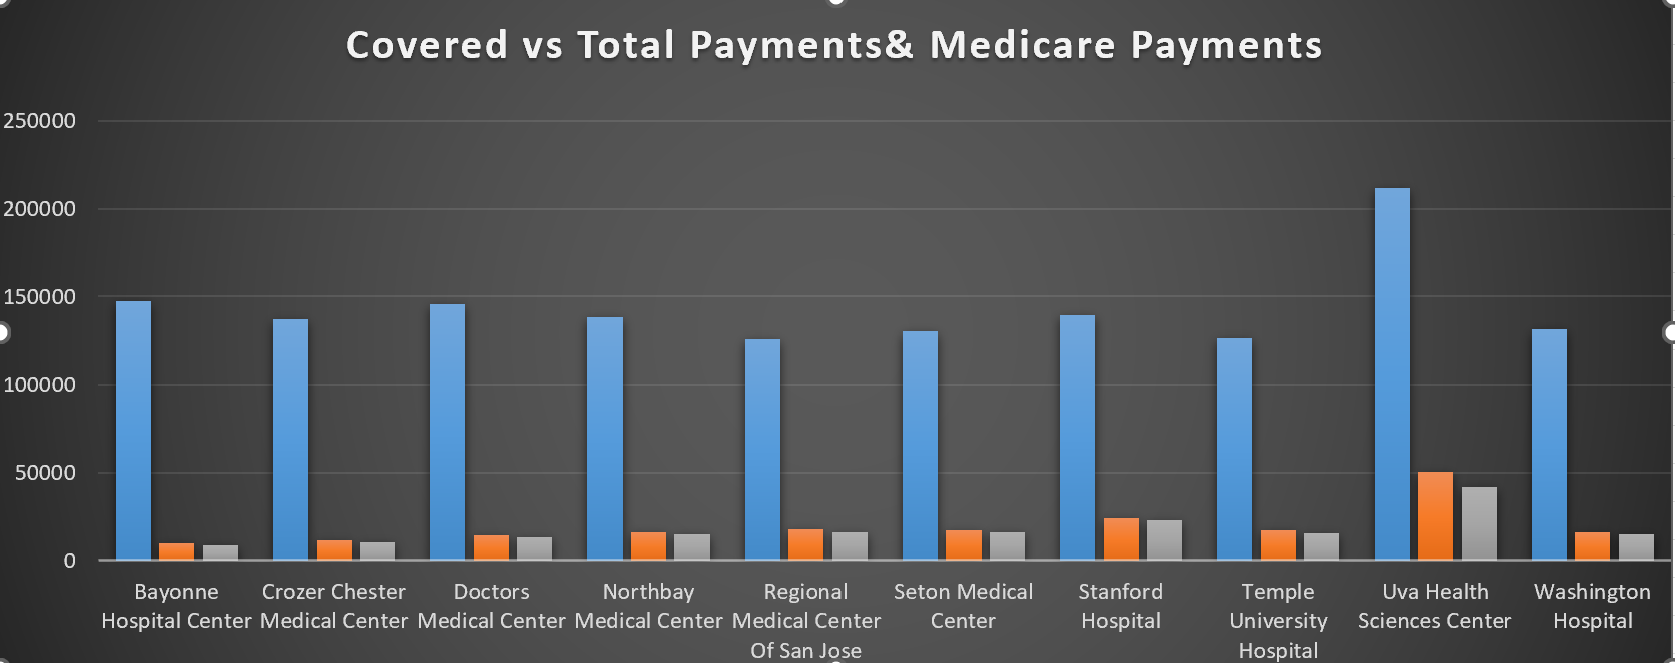 Covered vs Total Payments& Medicare Payments
250000
200000
150000
100000
50000
0
Bayonne
Hospital Center
Crozer Chester
Medical Center
Doctors
Medical Center
Northbay
Medical Center
Regional
Medical Center
Of San Jose
Seton Medical
Center
Stanford
Hospital
Temple
University
Hospital
Uva Health
Sciences Center
Washington
Hospital